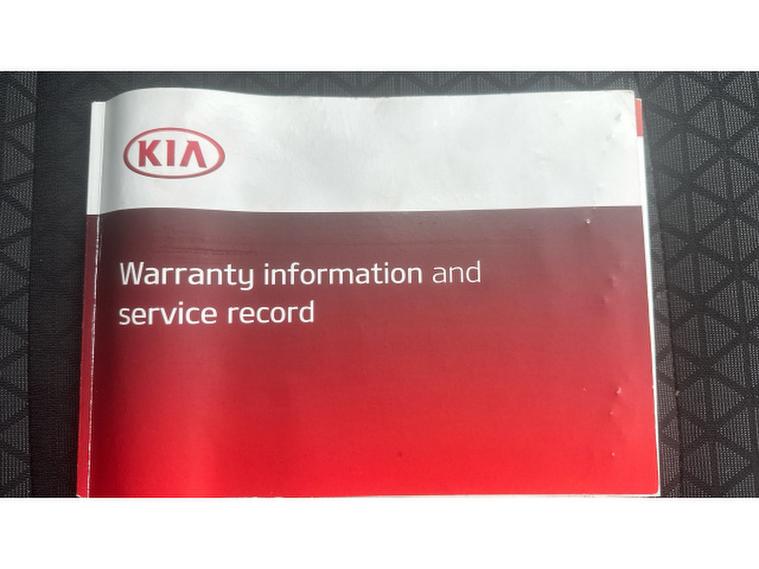 KIA
Warranty information and
service record